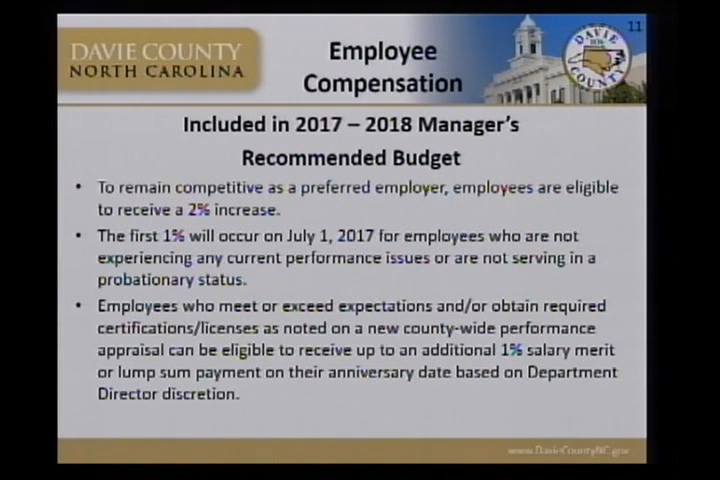 11
DAVIE COUNTY
NORTH CAROLINA
Employee
Compensation
DAVIE
COUNTY
Included in 2017 – 2018 Manager's
Recommended Budget
• To remain competitive as a preferred employer, employees are eligible
to receive a 2% increase.
• The first 1% will occur on July 1, 2017 for employees who are not
experiencing any current performance issues or are not serving in a
probationary status.
• Employees who meet or exceed expectations and/or obtain required
certifications/licenses as noted on a new county-wide performance
appraisal can be eligible to receive up to an additional 1% salary merit
or lump sum payment on their anniversary date based on Department
Director discretion.
www.DavieCountyNC.gov